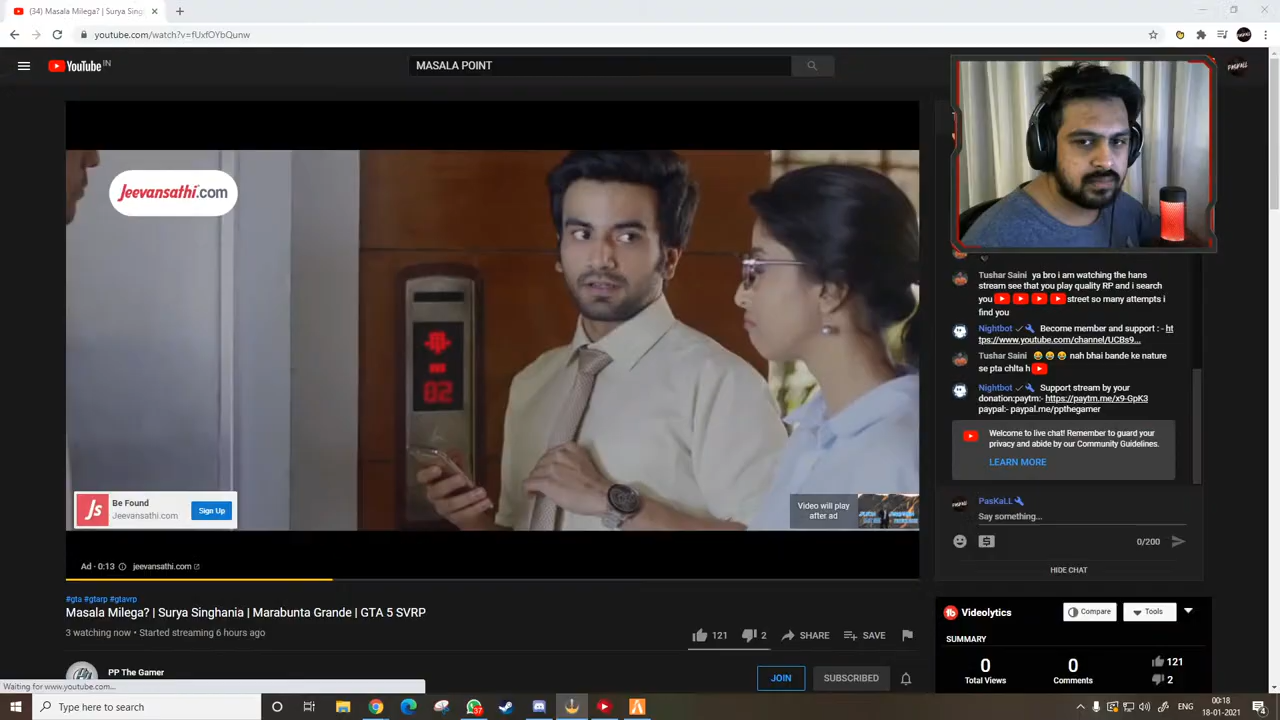 (34) Masala Milega? | Surya Sing
youtube.com/watch?v=fUxfOYbQunw
YouTube IN
MASALA POINT
Jeevansathi.com
02
Be Found
Jeevansathi.com
Sign Up
Video will play
after ad
Ad · 0:13
jeevansathi.com
#gta #gtarp #gtavrp
Masala Milega? | Surya Singhania | Marabunta Grande | GTA 5 SVRP
3 watching now • Started streaming 6 hours ago
121
2
SHARE
SAVE
PP The Gamer
JOIN
SUBSCRIBED
Tushar Saini ya bro i am watching the hans
stream see that you play quality RP and i search
you street so many attempts i
find you
Nightbot Become member and support : - ht
tps://www.youtube.com/channel/UCBs9...
Tushar Saini nah bhai bande ke nature
se pta chlta h
Nightbot Support stream by your
donation:paytm:- https://paytm.me/x9-GpK3
paypal:- paypal.me/ppthegamer
Welcome to live chat! Remember to guard your
privacy and abide by our Community Guidelines.
LEARN MORE
PasKaLL
Say something...
0/200
HIDE CHAT
Videolytics
Compare
Tools
SUMMARY
0
Total Views
0
Comments
121
2
Waiting for www.youtube.com...
Type here to search
37
ENG
00:18
18-01-2021
4